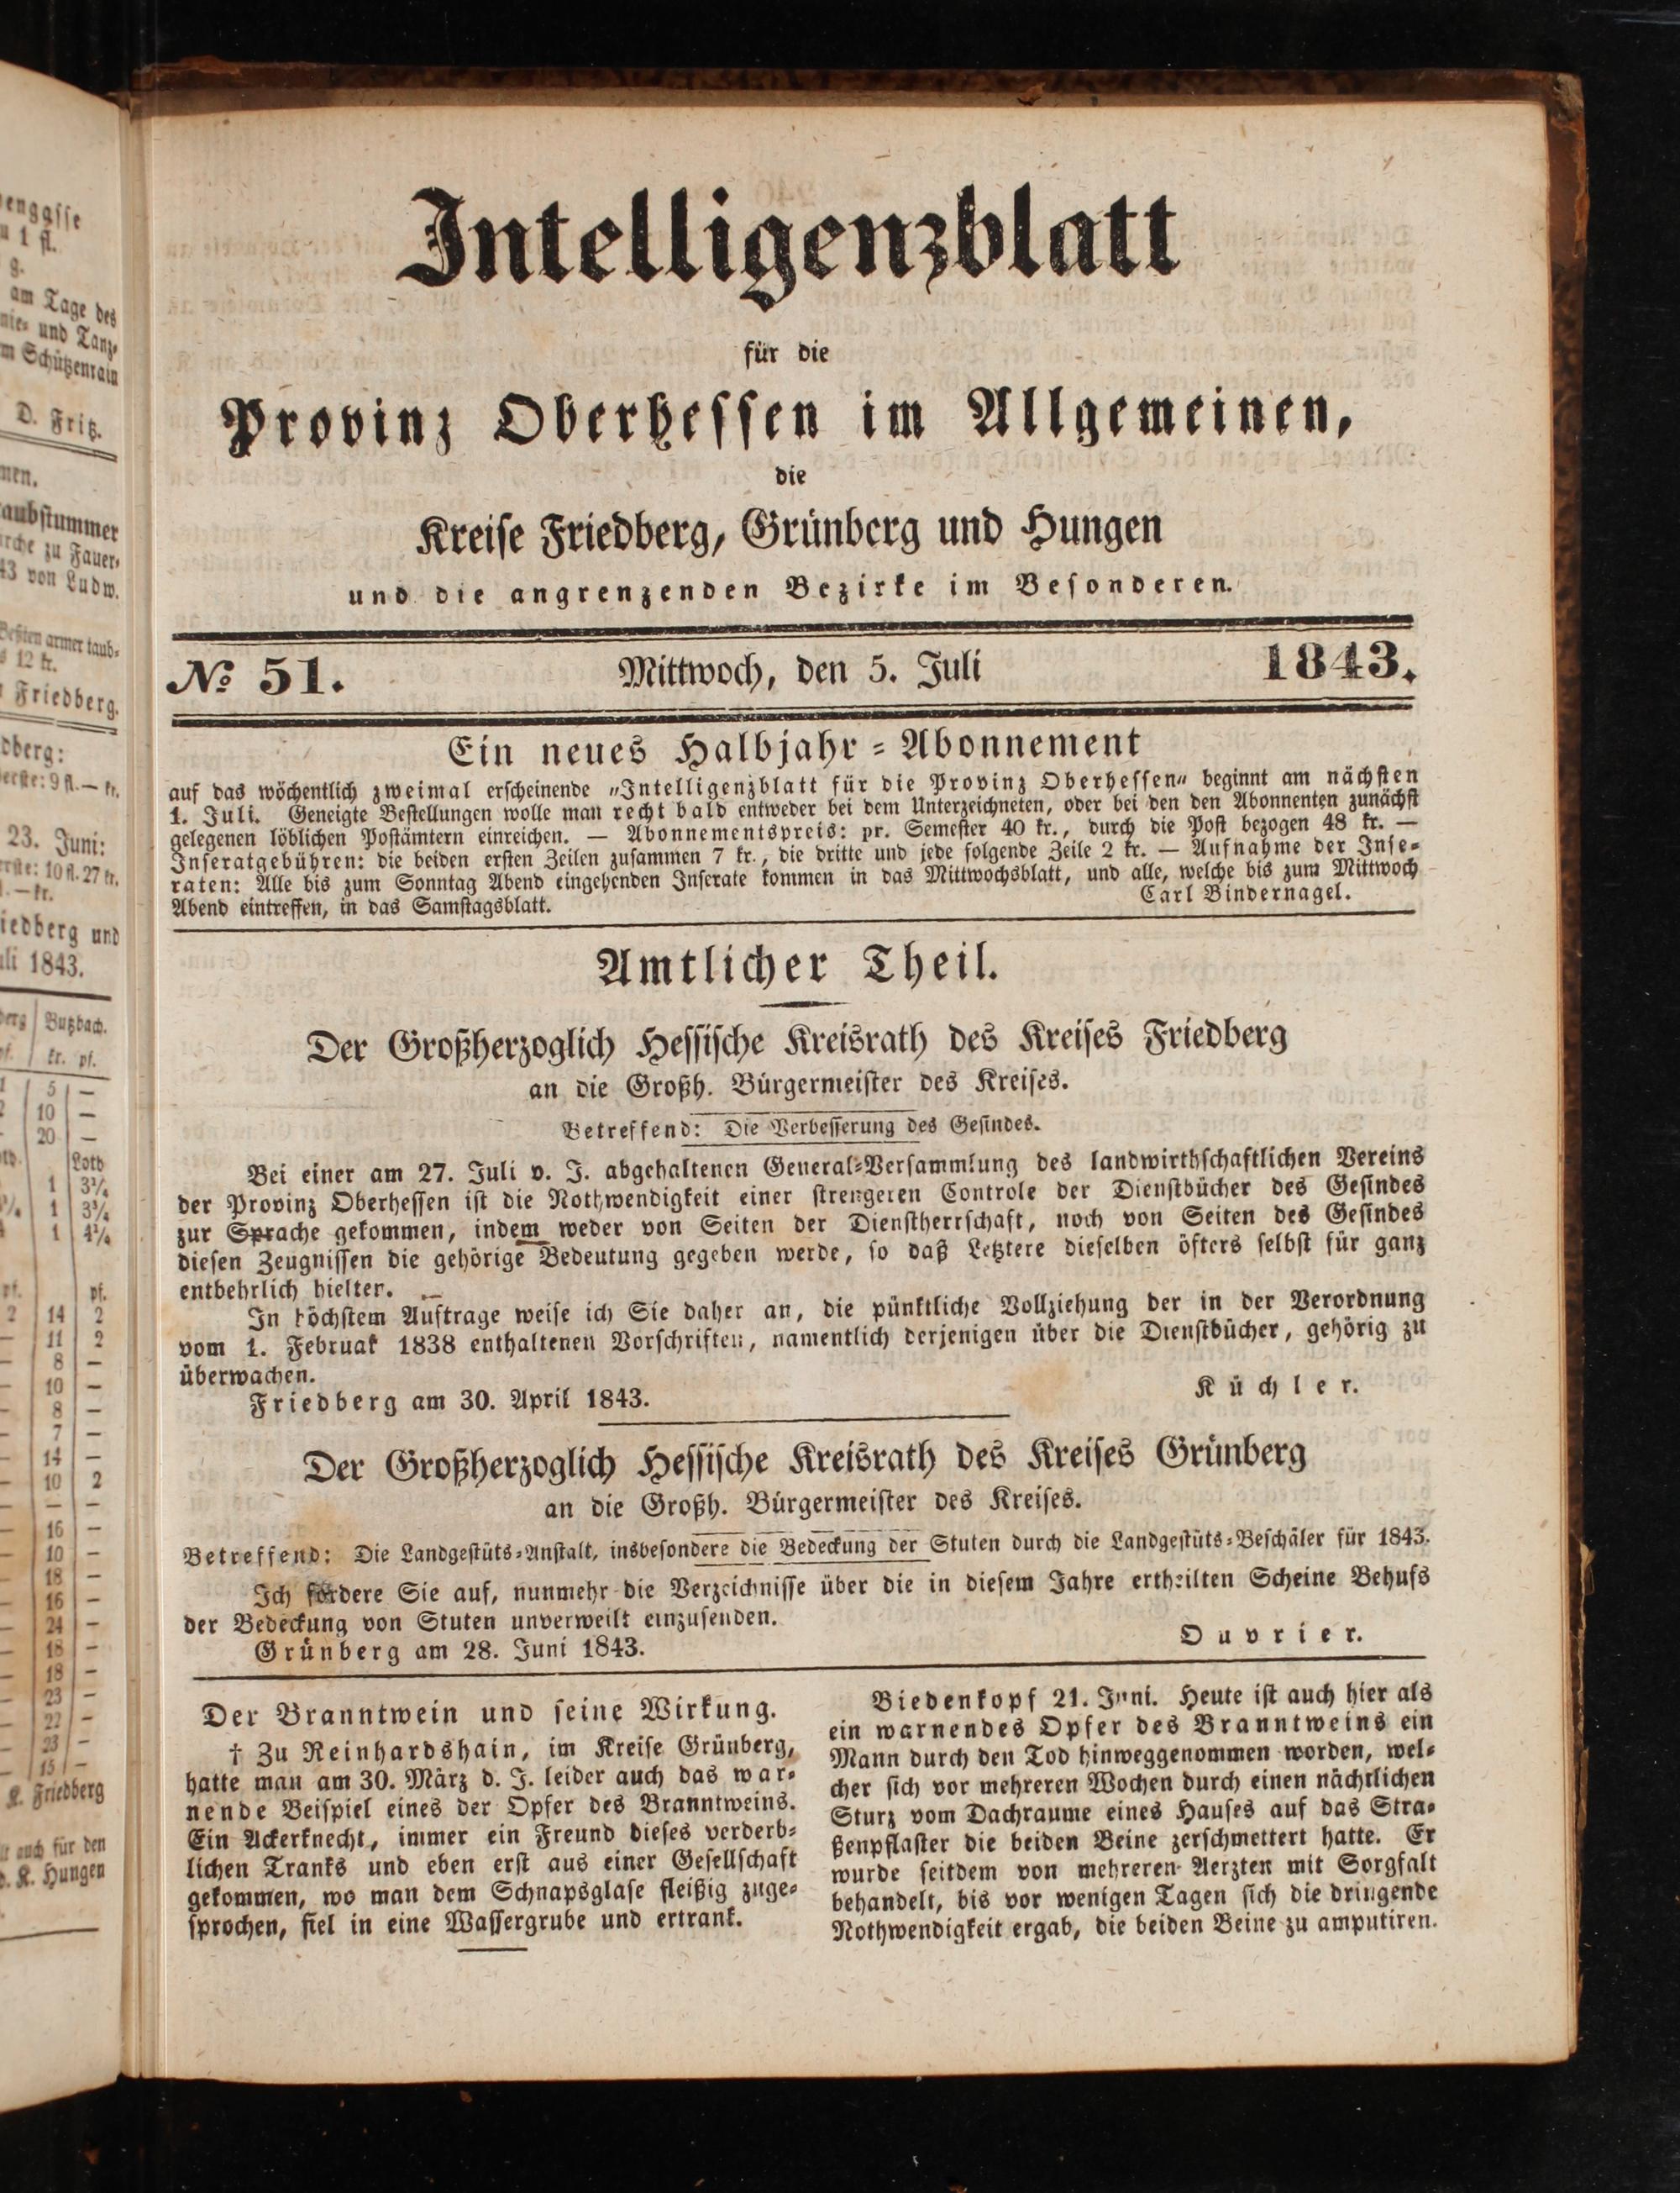 Intelligenzblatt
für die
Provinz Oberhessen im Allgemeinen,
die
Kreise Friedberg, Grünberg und Hungen
und die angrenzenden Bezirke im Besonderen.
№ 51. Mittwoch, den 5. Juli 1843.
Ein neues Halbjahr-Abonnement
auf das wöchentlich zweimal erscheinende „Intelligenzblatt für die Provinz Oberhessen“ beginnt am nächsten
1. Juli. Geneigte Bestellungen wolle man recht bald entweder bei dem Unterzeichneten, oder bei den den Abonnenten zunächst
gelegenen löblichen Postämtern einreichen. — Abonnementspreis: pr. Semester 40 kr., durch die Post bezogen 48 kr. —
Inseratgebühren: die beiden ersten Zeilen zusammen 7 kr., die dritte und jede folgende Zeile 2 kr. — Aufnahme der Inse-
raten: Alle bis zum Sonntag Abend eingehenden Inserate kommen in das Mittwochsblatt, und alle, welche bis zum Mittwoch
Abend eintreffen, in das Samstagsblatt. Carl Bindernagel.
Amtlicher Theil.
Der Großherzoglich Hessische Kreisrath des Kreises Friedberg
an die Großh. Bürgermeister des Kreises.
Betreffend: Die Verbesserung des Gesindes.
Bei einer am 27. Juli v. J. abgehaltenen General-Versammlung des landwirthschaftlichen Vereins
der Provinz Oberhessen ist die Nothwendigkeit einer strengeren Controle der Dienstbücher des Gesindes
zur Sprache gekommen, indem weder von Seiten der Dienstherrschaft, noch von Seiten des Gesindes
diesen Zeugnissen die gehörige Bedeutung gegeben werde, so daß Letztere dieselben öfters selbst für ganz
entbehrlich hielten.
In höchstem Auftrage weise ich Sie daher an, die pünktliche Vollziehung der in der Verordnung
vom 1. Februar 1838 enthaltenen Vorschriften, namentlich derjenigen über die Dienstbücher, gehörig zu
überwachen.
Friedberg am 30. April 1843. Küchler.
Der Großherzoglich Hessische Kreisrath des Kreises Grünberg
an die Großh. Bürgermeister des Kreises.
Betreffend: Die Landgestüts-Anstalt, insbesondere die Bedeckung der Stuten durch die Landgestüts-Beschäler für 1843.
Ich fordere Sie auf, nunmehr die Verzeichnisse über die in diesem Jahre ertheilten Scheine Behufs
der Bedeckung von Stuten unverweilt einzusenden.
Grünberg am 28. Juni 1843. Ouvrier.
Der Branntwein und seine Wirkung.
† Zu Reinhardshain, im Kreise Grünberg,
hatte man am 30. März d. J. leider auch das war-
nende Beispiel eines der Opfer des Branntweins.
Ein Ackerknecht, immer ein Freund dieses verderb-
lichen Tranks und eben erst aus einer Gesellschaft
gekommen, wo man dem Schnapsglase fleißig zuge-
sprochen, fiel in eine Wassergrube und ertrank.
Biedenkopf 21. Juni. Heute ist auch hier als
ein warnendes Opfer des Branntweins ein
Mann durch den Tod hinweggenommen worden, wel-
cher sich vor mehreren Wochen durch einen nächtlichen
Sturz vom Dachraume eines Hauses auf das Stra-
ßenpflaster die beiden Beine zerschmettert hatte. Er
wurde seitdem von mehreren Aerzten mit Sorgfalt
behandelt, bis vor wenigen Tagen sich die dringende
Nothwendigkeit ergab, die beiden Beine zu amputiren.